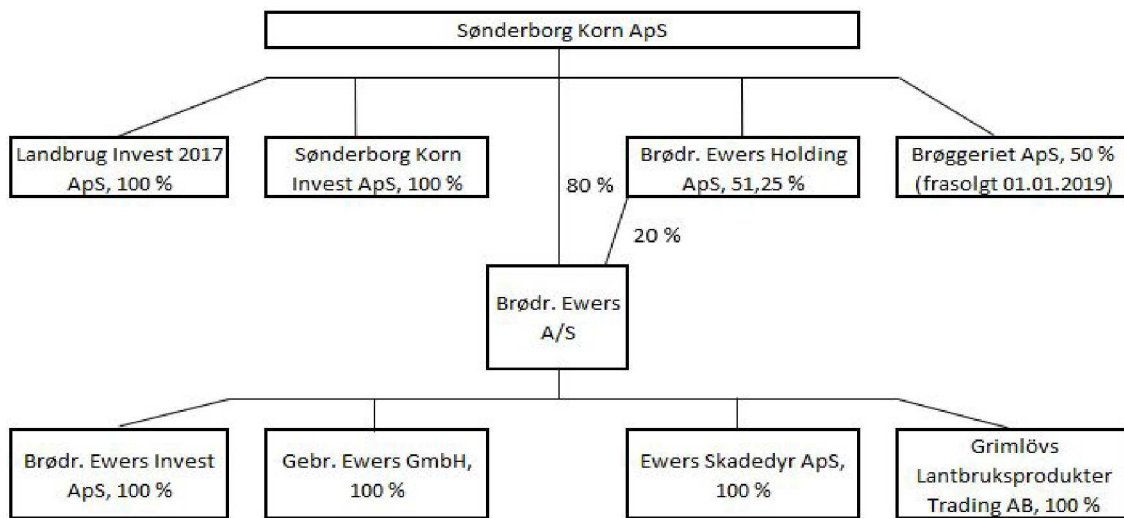 Sønderborg Korn ApS
Landbrug Invest 2017
ApS, 100 %
Sønderborg Korn
Invest ApS, 100 %
80 %
Brødr. Ewers Holding
ApS, 51,25 %
Brøggeriet ApS, 50 %
(frasolgt 01.01.2019)
20 %
Brødr. Ewers
A/S
Brødr. Ewers Invest
ApS, 100 %
Gebr. Ewers GmbH,
100 %
Ewers Skadedyr ApS,
100 %
Grimlövs
Lantbruksprodukter
Trading AB, 100 %